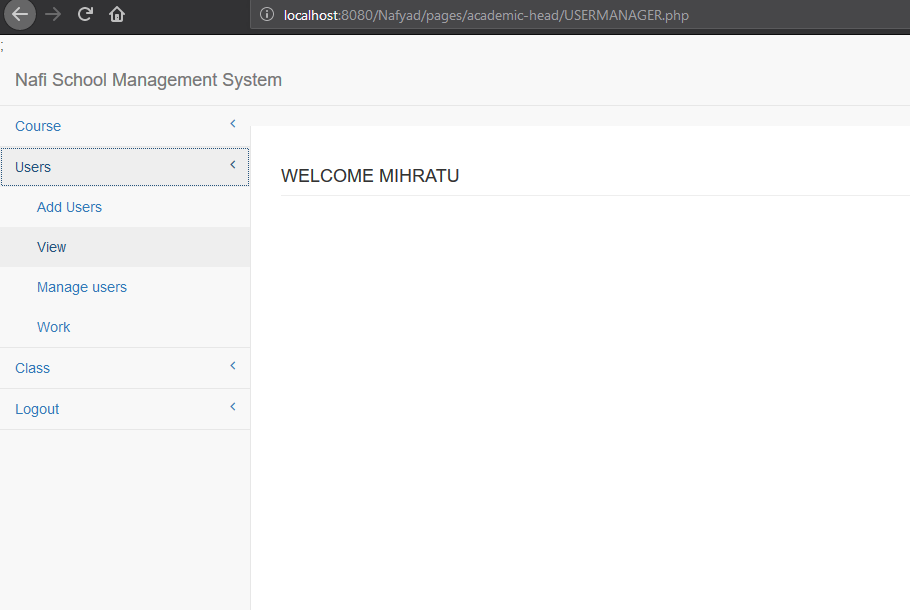 localhost:8080/Nafyad/pages/academic-head/USERMANAGER.php
;
Nafi School Management System
Course
Users
Add Users
View
Manage users
Work
Class
Logout
WELCOME MIHRATU